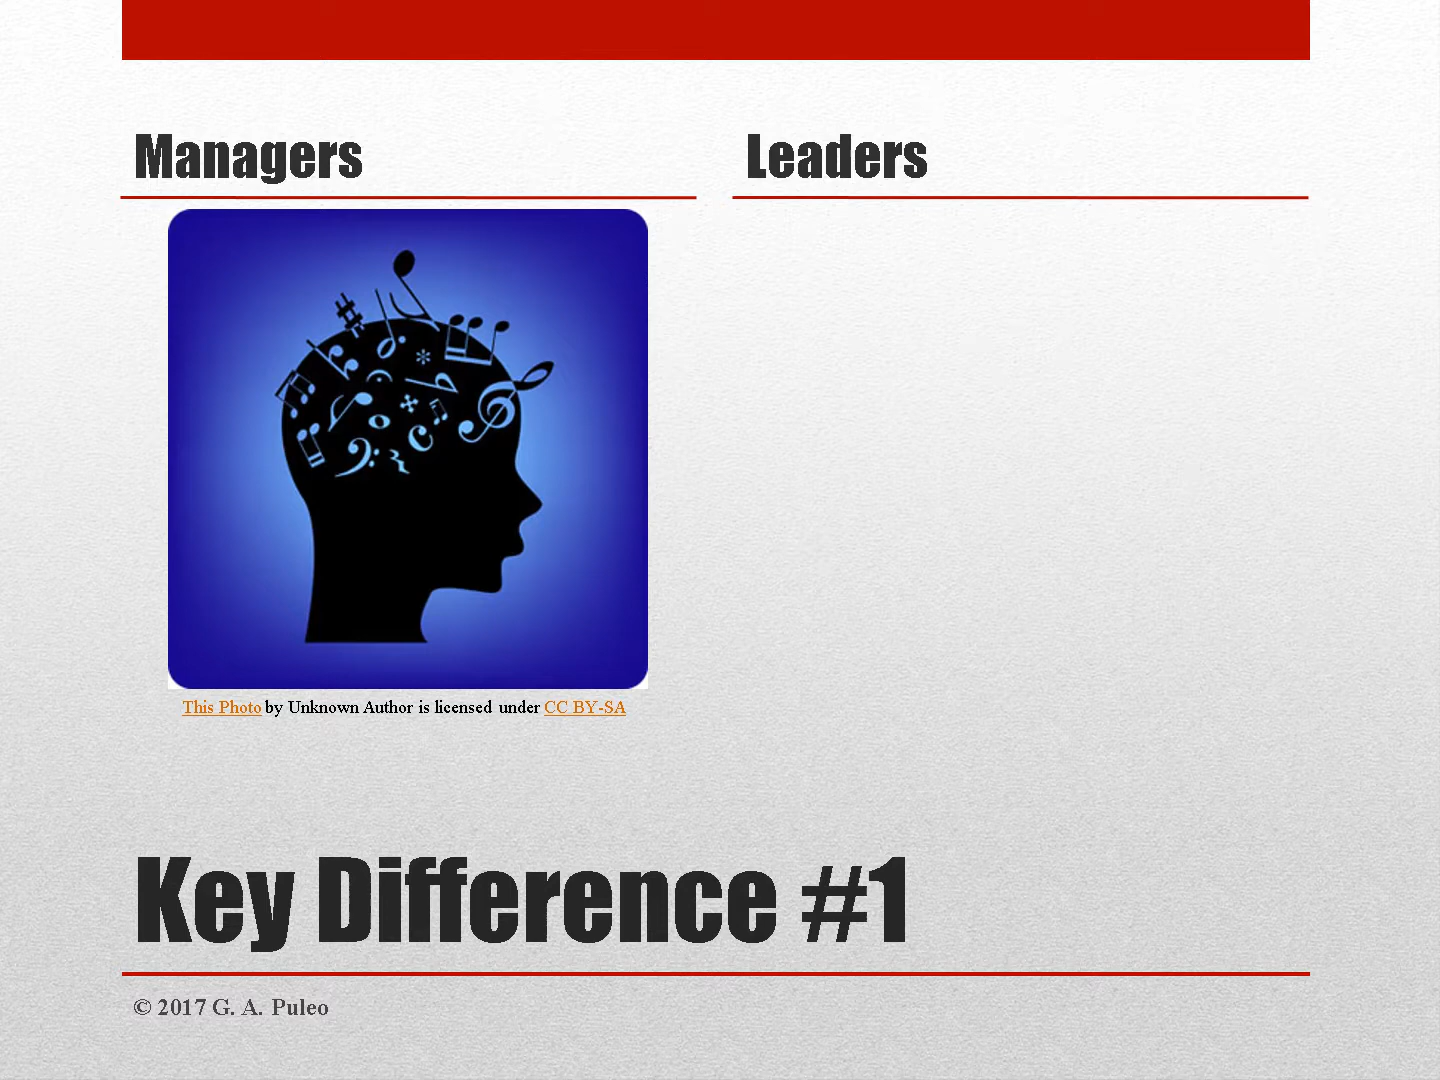 Managers
Leaders
This Photo by Unknown Author is licensed under CC BY-SA
Key Difference #1
© 2017 G. A. Puleo